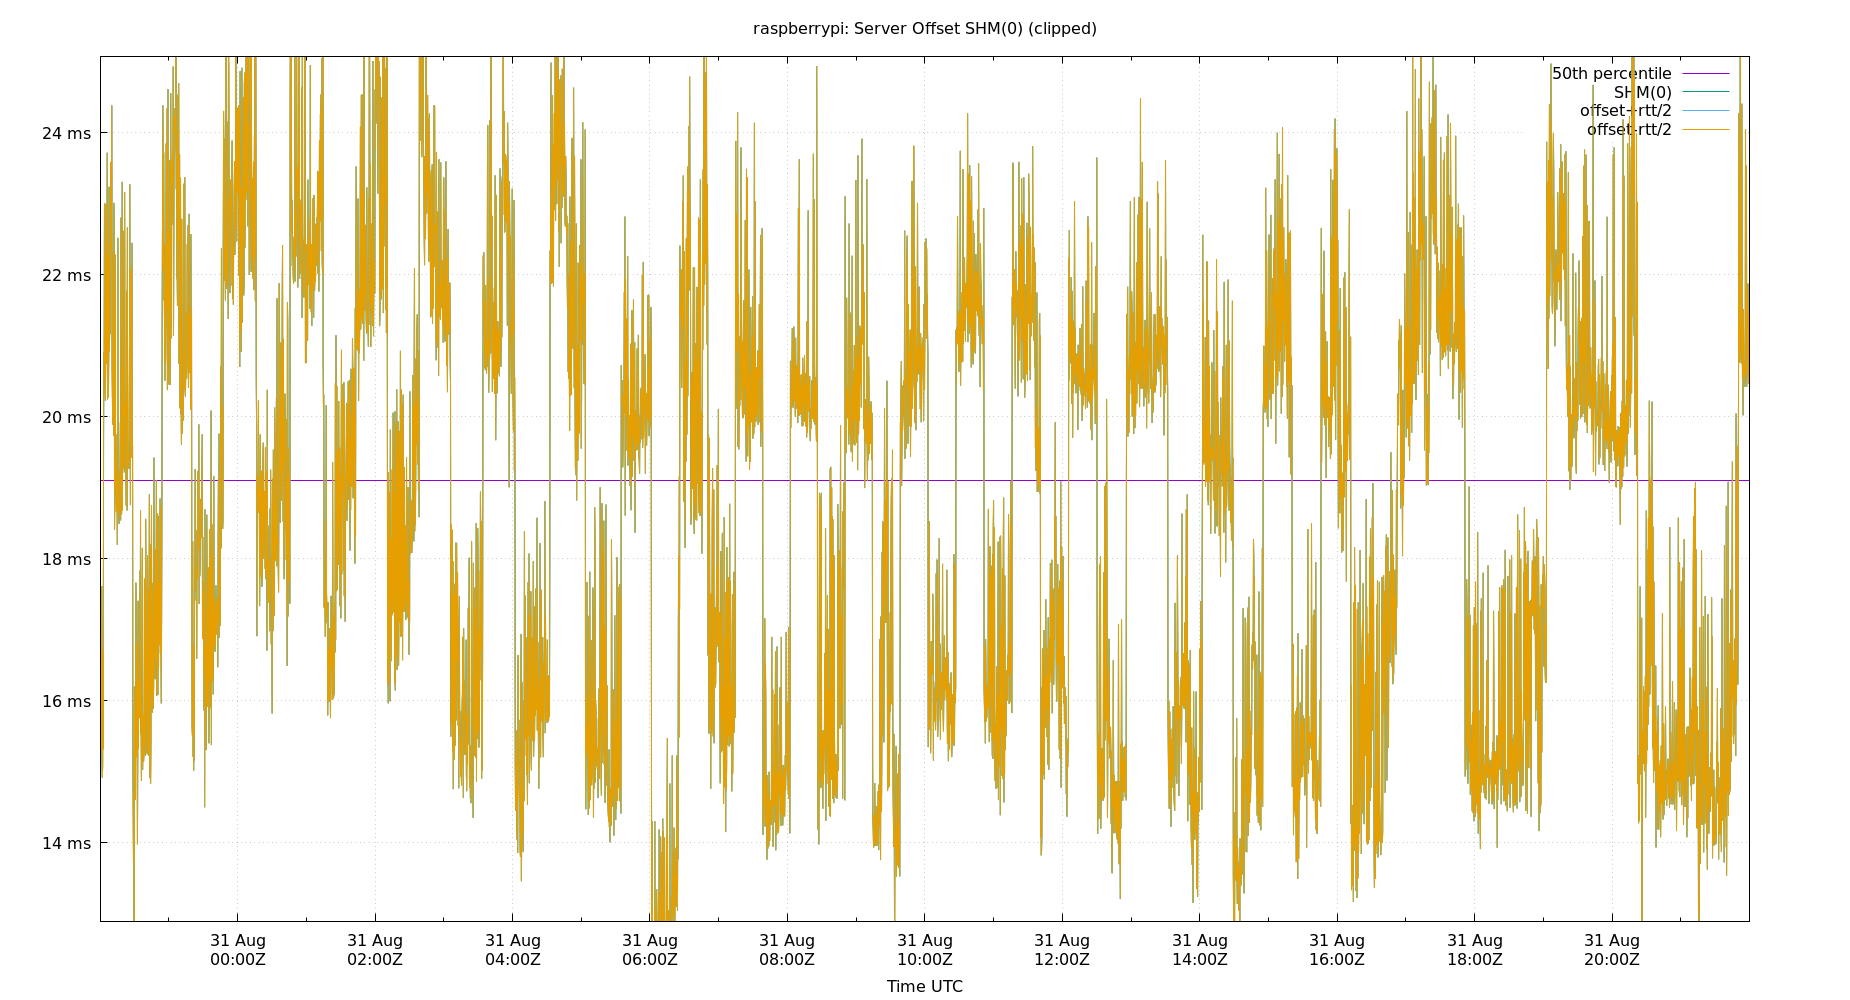 raspberrypi: Server Offset SHM(0) (clipped)
50th percentile
SHM(0)
offset+rtt/2
offset-rtt/2
24 ms
22 ms
20 ms
18 ms
16 ms
14 ms
31 Aug 31 Aug 31 Aug 31 Aug 31 Aug 31 Aug 31 Aug 31 Aug 31 Aug 31 Aug 31 Aug
00:00Z 02:00Z 04:00Z 06:00Z 08:00Z 10:00Z 12:00Z 14:00Z 16:00Z 18:00Z 20:00Z
Time UTC